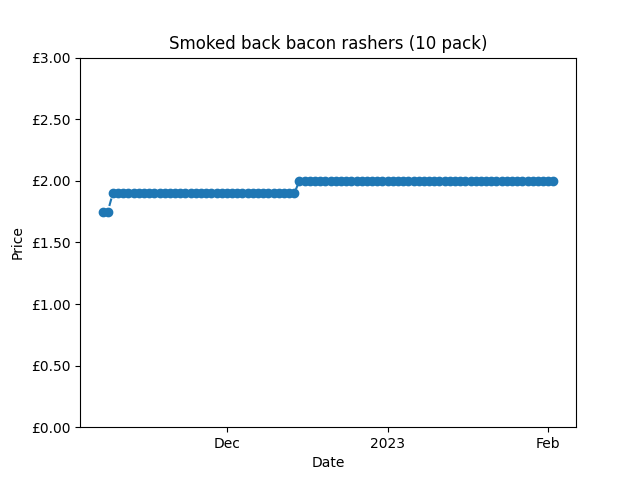 Smoked back bacon rashers (10 pack)
£3.00
£2.50
£2.00
£1.50
£1.00
£0.50
£0.00
Price
Dec
2023
Feb
Date